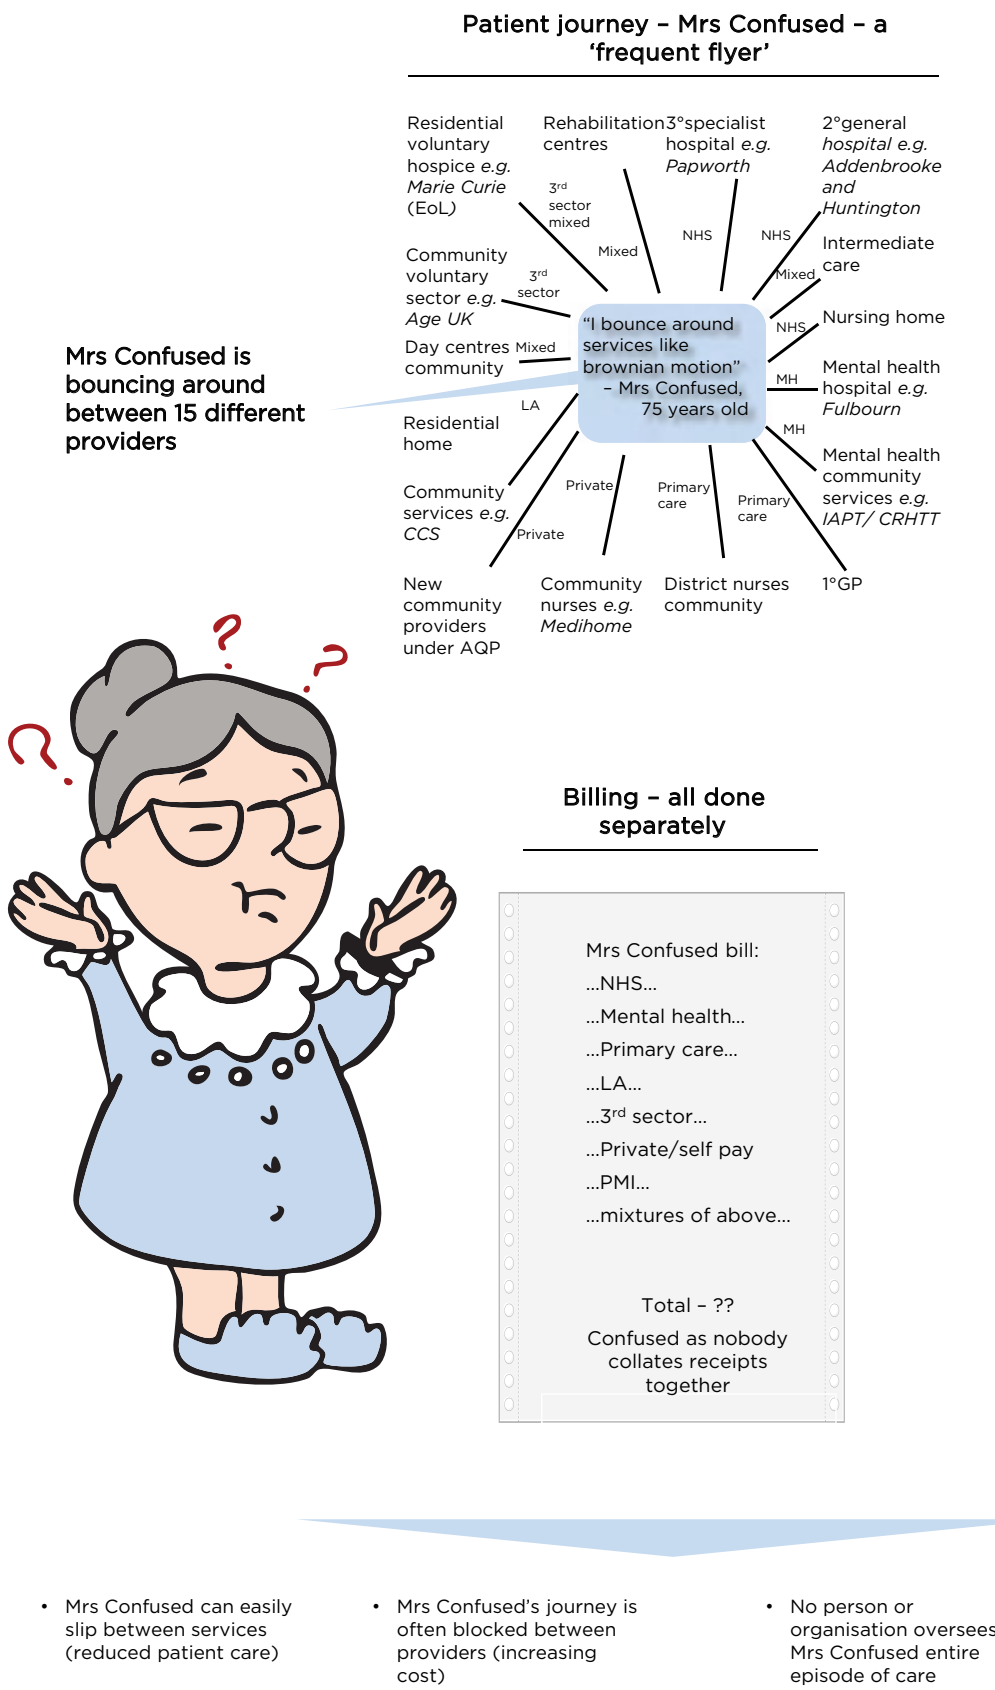 Patient journey – Mrs Confused – a
‘frequent flyer’
Residential
voluntary
hospice e.g.
Marie Curie
(EoL)
3rd
sector
mixed
Rehabilitation
centres
Mixed
3°specialist
hospital e.g.
Papworth
NHS
2°general
hospital e.g.
Addenbrooke
and
Huntington
NHS
Intermediate
care
Mixed
Nursing home
NHS
Mental health
hospital e.g.
Fulbourn
MH
Mental health
community
services e.g.
IAPT/ CRHTT
MH
Community
voluntary
sector e.g.
Age UK
3rd
sector
Day centres
community
Mixed
“I bounce around
services like
brownian motion”
– Mrs Confused,
75 years old
Mrs Confused is
bouncing around
between 15 different
providers
LA
Residential
home
Community
services e.g.
CCS
Private
New
community
providers
under AQP
Private
Community
nurses e.g.
Medihome
Primary
care
District nurses
community
Primary
care
1°GP
?
?
?
Billing – all done
separately
Mrs Confused bill:
...NHS...
...Mental health...
...Primary care...
...LA...
...3rd sector...
...Private/self pay
...PMI...
...mixtures of above...
Total – ??
Confused as nobody
collates receipts
together
• Mrs Confused can easily
slip between services
(reduced patient care)
• Mrs Confused’s journey is
often blocked between
providers (increasing
cost)
• No person or
organisation oversees
Mrs Confused entire
episode of care